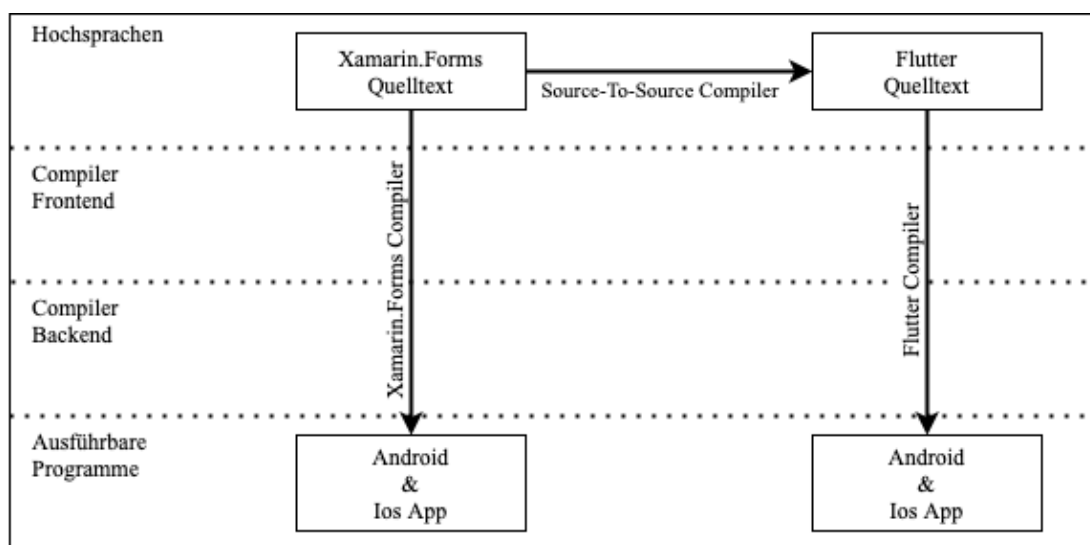 Hochsprachen
Xamarin.Forms
Quelltext
Source-To-Source Compiler
Flutter
Quelltext
Compiler
Frontend
Xamarin.Forms Compiler
Flutter Compiler
Compiler
Backend
Ausführbare
Programme
Android
&
Ios App
Android
&
Ios App